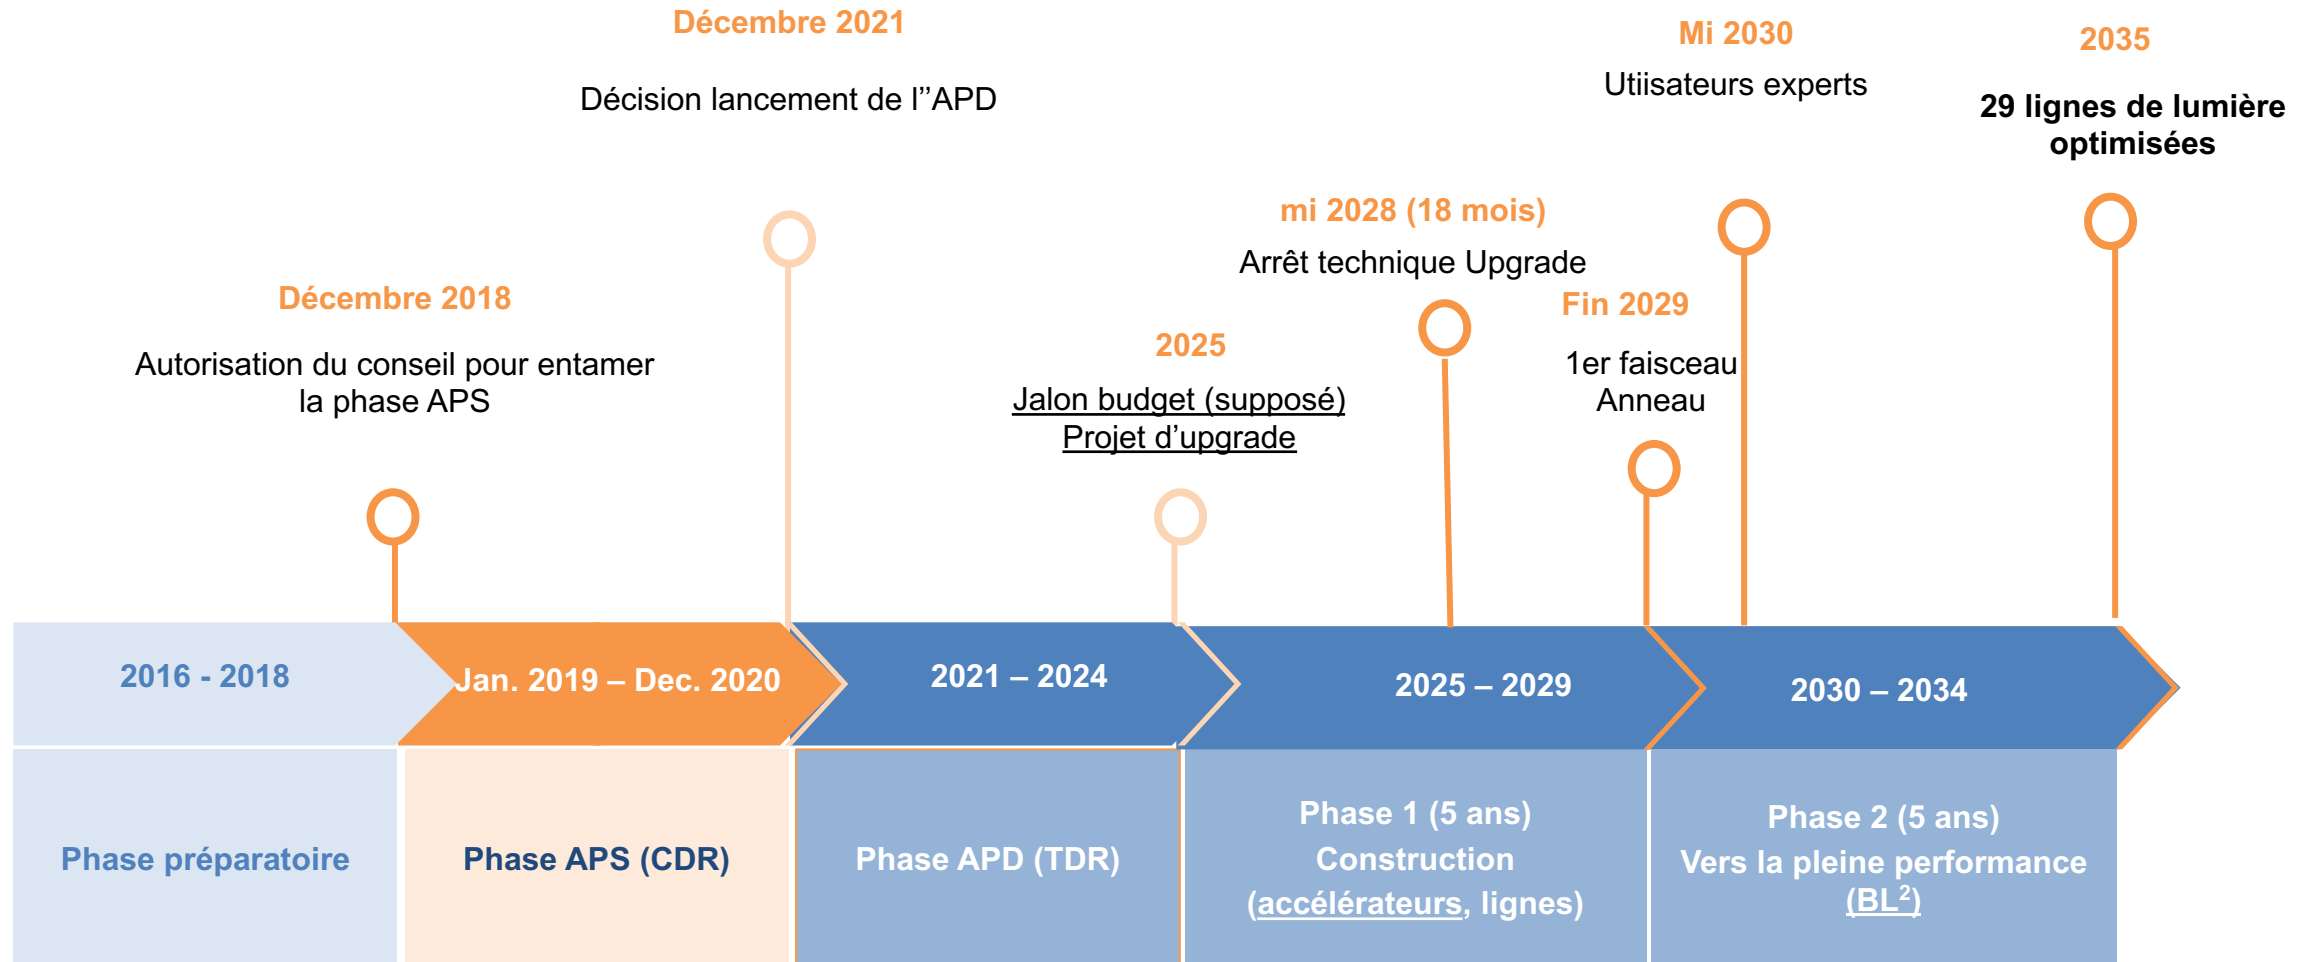 Décembre 2021
Décision lancement de l’’APD
Mi 2030
Utiisateurs experts
2035
29 lignes de lumière
optimisées
mi 2028 (18 mois)
Arrêt technique Upgrade
Décembre 2018
Autorisation du conseil pour entamer
la phase APS
2025
Jalon budget (supposé)
Projet d’upgrade
Fin 2029
1er faisceau
Anneau
2016 - 2018
Jan. 2019 – Dec. 2020
2021 – 2024
2025 – 2029
2030 – 2034
Phase préparatoire
Phase APS (CDR)
Phase APD (TDR)
Phase 1 (5 ans)
Construction
(accélérateurs, lignes)
Phase 2 (5 ans)
Vers la pleine performance
(BL²)